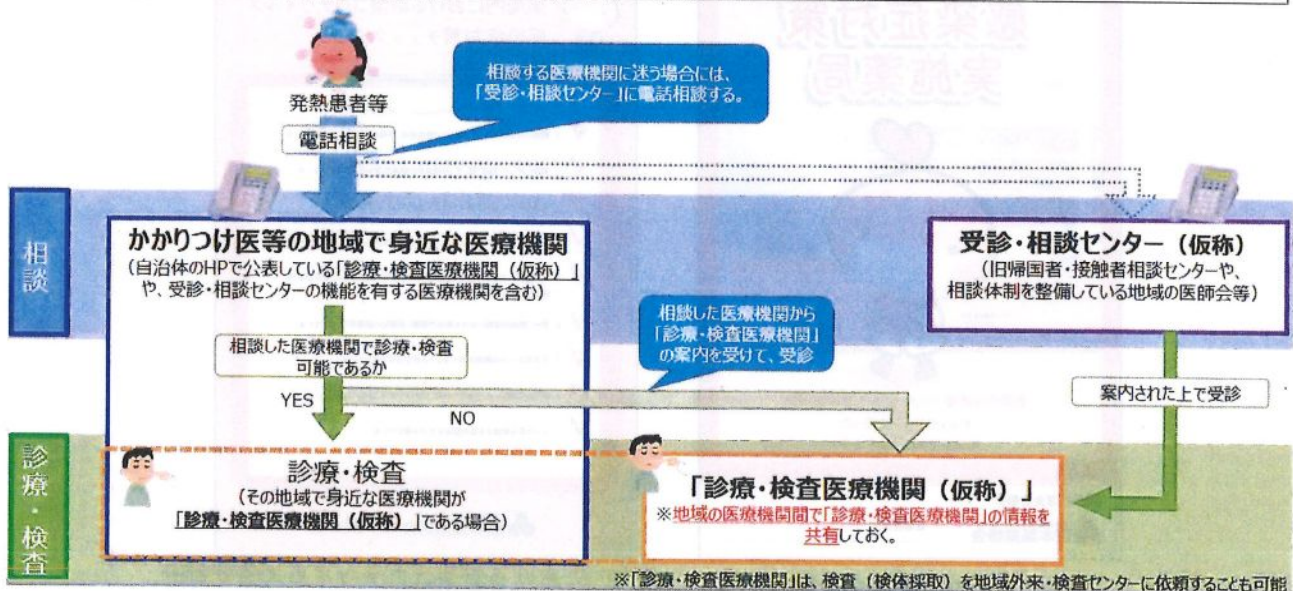 発熱患者等
電話相談
相談する医療機関に迷う場合には、
「受診・相談センター」に電話相談する。
相談
かかりつけ医等の地域で身近な医療機関
(自治体のHPで公表している「診療・検査医療機関（仮称）」
や、受診・相談センターの機能を有する医療機関を含む)
受診・相談センター（仮称）
(旧帰国者・接触者相談センターや、
相談体制を整備している地域の医師会等)
相談した医療機関から
「診療・検査医療機関」
の案内を受けて、受診
相談した医療機関で診療・検査
可能であるか
YES
NO
案内された上で受診
診療・検査
診療・検査
(その地域で身近な医療機関が
「診療・検査医療機関（仮称）」である場合)
「診療・検査医療機関（仮称）」
※地域の医療機関間で「診療・検査医療機関」の情報を
共有しておく。
※「診療・検査医療機関」は、検査（検体採取）を地域外来・検査センターに依頼することも可能
感染症対策
実施薬局